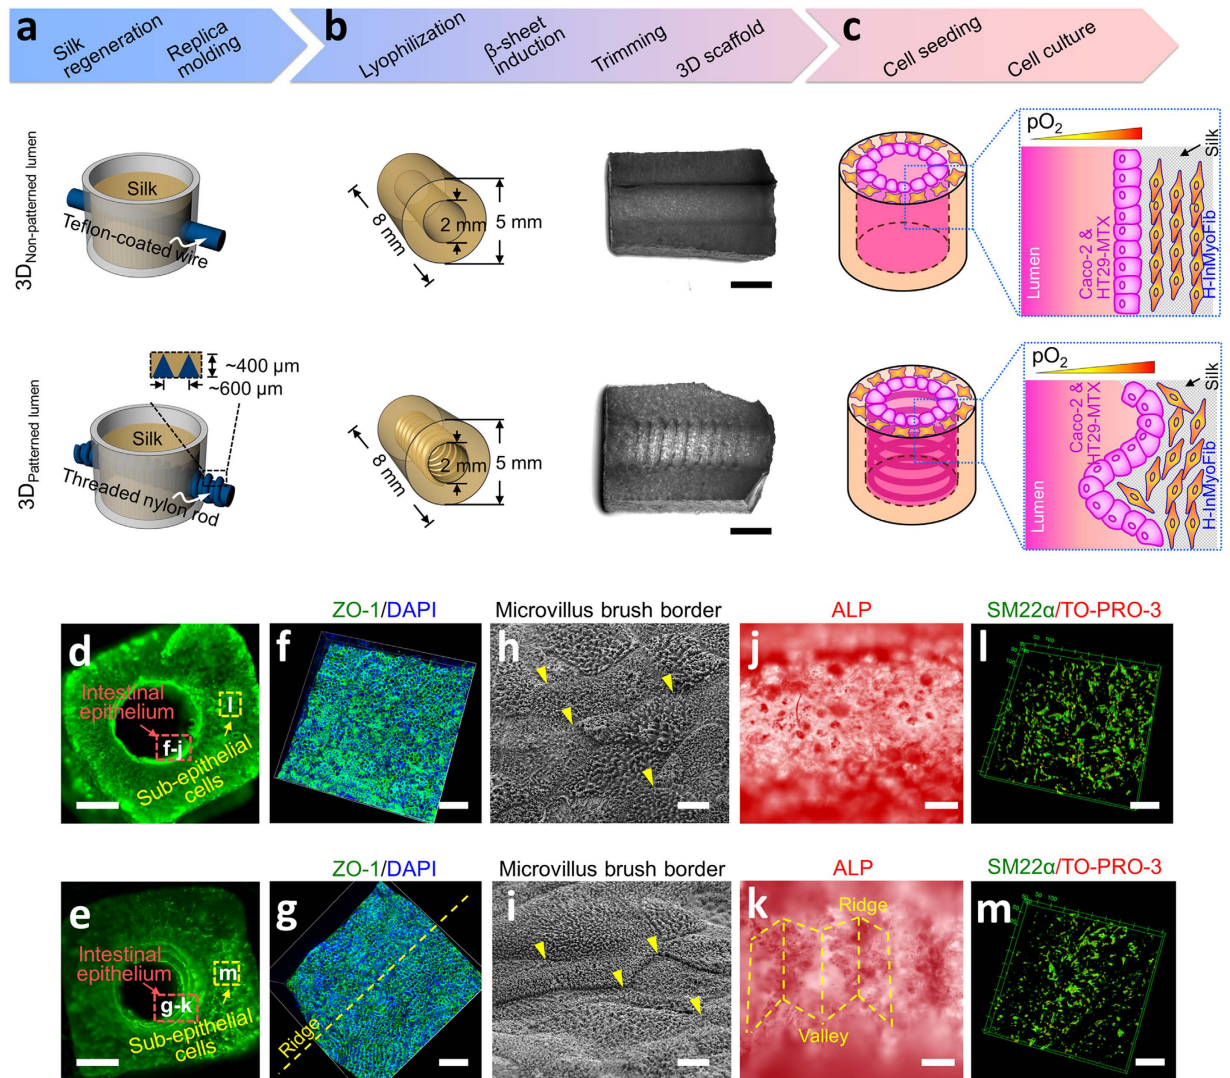 a
Silk
regeneration
Replica
molding
b
Lyophilization
β-sheet
induction
Trimming
3D scaffold
c
Cell seeding
Cell culture
3D Non-patterned lumen
Silk
Teflon-coated wire
8 mm
2 mm
5 mm
pO2
Silk
Lumen
Caco-2 &
HT29-MTX
H-InMyoFib
3D Patterned lumen
~400 µm
~600 µm
Silk
Threaded nylon rod
8 mm
2 mm
5 mm
pO2
Silk
Lumen
Caco-2 &
HT29-MTX
H-InMyoFib
ZO-1/DAPI
Microvillus brush border
ALP
SM22α/TO-PRO-3
d
Intestinal
epithelium
l
f-j
Sub-epithelial
cells
f
h
j
l
ZO-1/DAPI
Microvillus brush border
ALP
SM22α/TO-PRO-3
e
Intestinal
epithelium
m
g-k
Sub-epithelial
cells
g
Ridge
i
k
Ridge
Valley
m